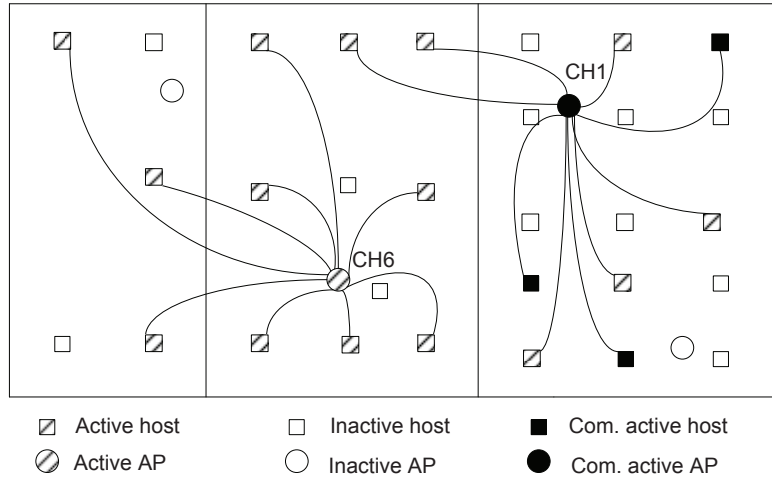 CH1
CH6
Active host Inactive host Com. active host
Active AP Inactive AP Com. active AP